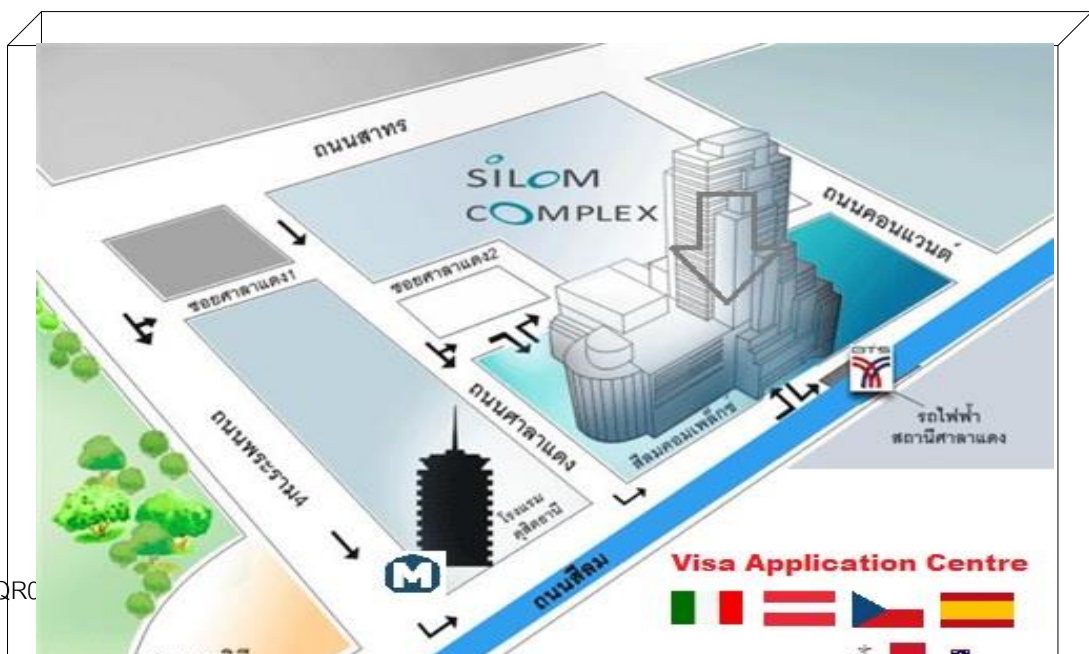 ถนนสาทร
SILOM
COMPLEX
ถนนคอนแวนต์
ซอยศาลาแดง2
ซอยศาลาแดง1
BTS
รถไฟฟ้า
สถานีศาลาแดง
ถนนศาลาแดง
สีลมคอมเพล็กซ์
ถนนพระราม4
โรงแรม
ดุสิตธานี
M
ถนนสีลม
Visa Application Centre